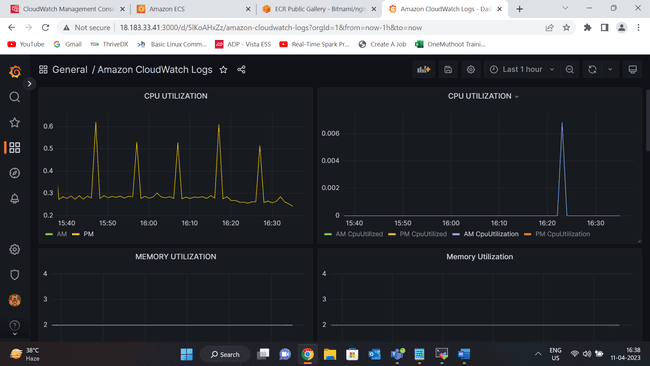 CloudWatch Management Cons
Amazon ECS
ECR Public Gallery - Bitnami/ngi
Amazon CloudWatch Logs - Das
Not secure
18.183.33.41:3000/d/5IKoAHxZz/amazon-cloudwatch-logs?orgId=1&from=now-1h&to=now
YouTube
Gmail
ThriveDX
Basic Linux Comm...
ADP - Vista ESS
Real-Time Spark Pr...
Create A Job
OneMuthoot Traini...
General / Amazon CloudWatch Logs
Last 1 hour
CPU UTILIZATION
0.6
0.5
0.4
0.3
0.2
15:40 15:50 16:00 16:10 16:20 16:30
AM PM
CPU UTILIZATION
0.006
0.004
0.002
0
15:40 15:50 16:00 16:10 16:20 16:30
AM CpuUtilized PM CpuUtilized AM CpuUtilization PM CpuUtilization
MEMORY UTILIZATION
4
3
2
Memory Utilization
4
3
2
38°C
Haze
Search
ENG
US
16:38
11-04-2023